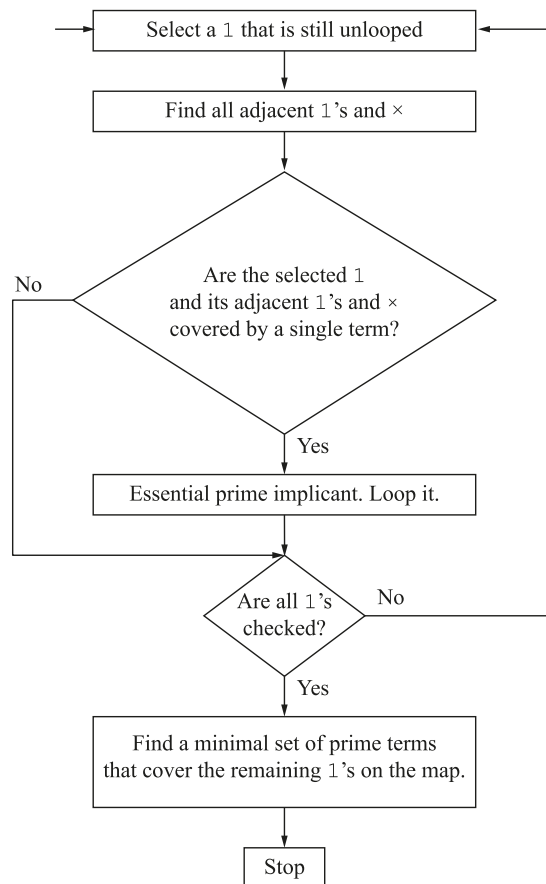 Select a 1 that is still unlooped
Find all adjacent 1's and ×
No
Are the selected 1
and its adjacent 1's and ×
covered by a single term?
Yes
Essential prime implicant. Loop it.
Are all 1's
checked?
No
Yes
Find a minimal set of prime terms
that cover the remaining 1's on the map.
Stop